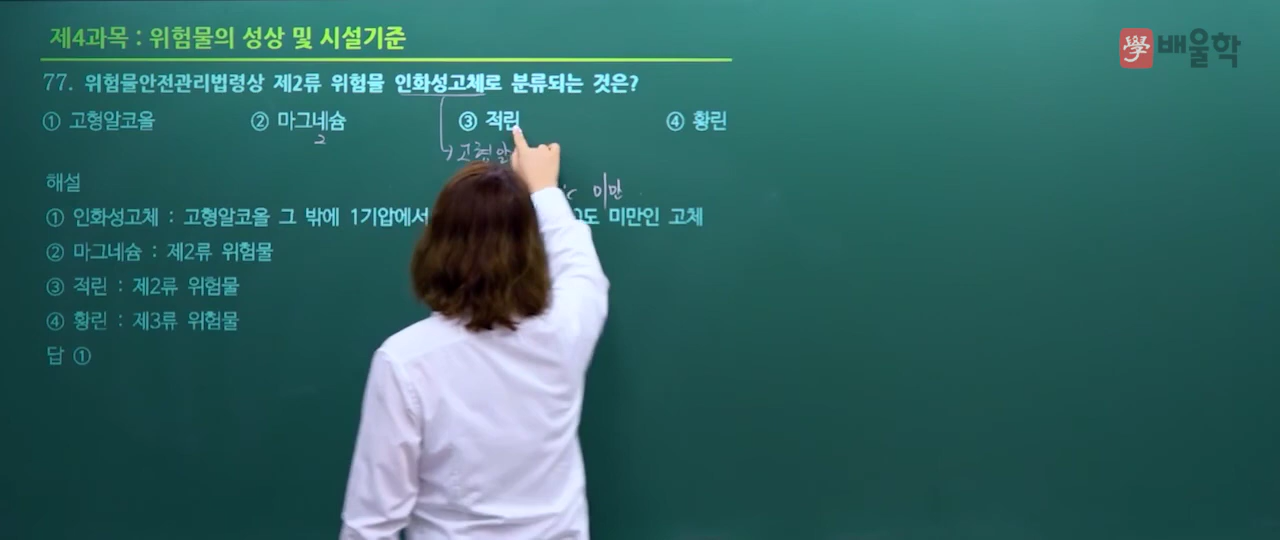 제4과목 : 위험물의 성상 및 시설기준
學 배울학
77. 위험물안전관리법령상 제2류 위험물 인화성고체로 분류되는 것은?
① 고형알코올 ② 마그네슘 ③ 적린 ④ 황린
2
고형알
미만
해설
① 인화성고체 : 고형알코올 그 밖에 1기압에서 도 미만인 고체
② 마그네슘 : 제2류 위험물
③ 적린 : 제2류 위험물
④ 황린 : 제3류 위험물
답 ①